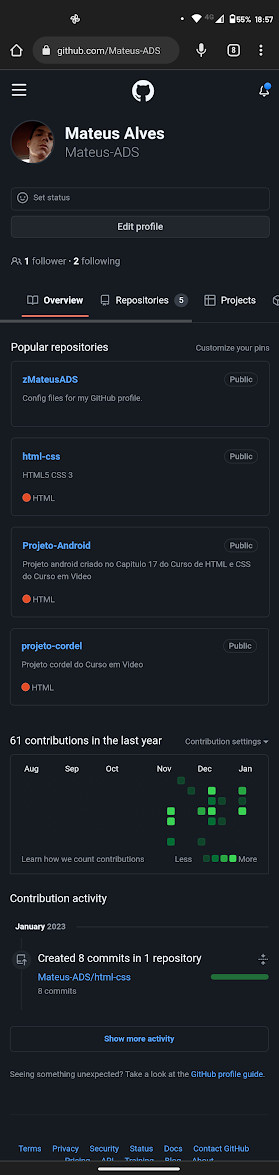 4G 55% 18:57
github.com/Mateus-ADS 8
Mateus Alves
Mateus-ADS
Set status
Edit profile
1 follower · 2 following
Overview Repositories 5 Projects
Popular repositories Customize your pins
zMateusADS Public
Config files for my GitHub profile.
html-css Public
HTML5 CSS 3
HTML
Projeto-Android Public
Projeto android criado no Capitulo 17 do Curso de HTML e CSS
do Curso em Video
HTML
projeto-cordel Public
Projeto cordel do Curso em Video
HTML
61 contributions in the last year Contribution settings
Aug Sep Oct Nov Dec Jan
Learn how we count contributions Less More
Contribution activity
January 2023
Created 8 commits in 1 repository
Mateus-ADS/html-css
8 commits
Show more activity
Seeing something unexpected? Take a look at the GitHub profile guide.
Terms Privacy Security Status Docs Contact GitHub
Pricing API Training Blog About